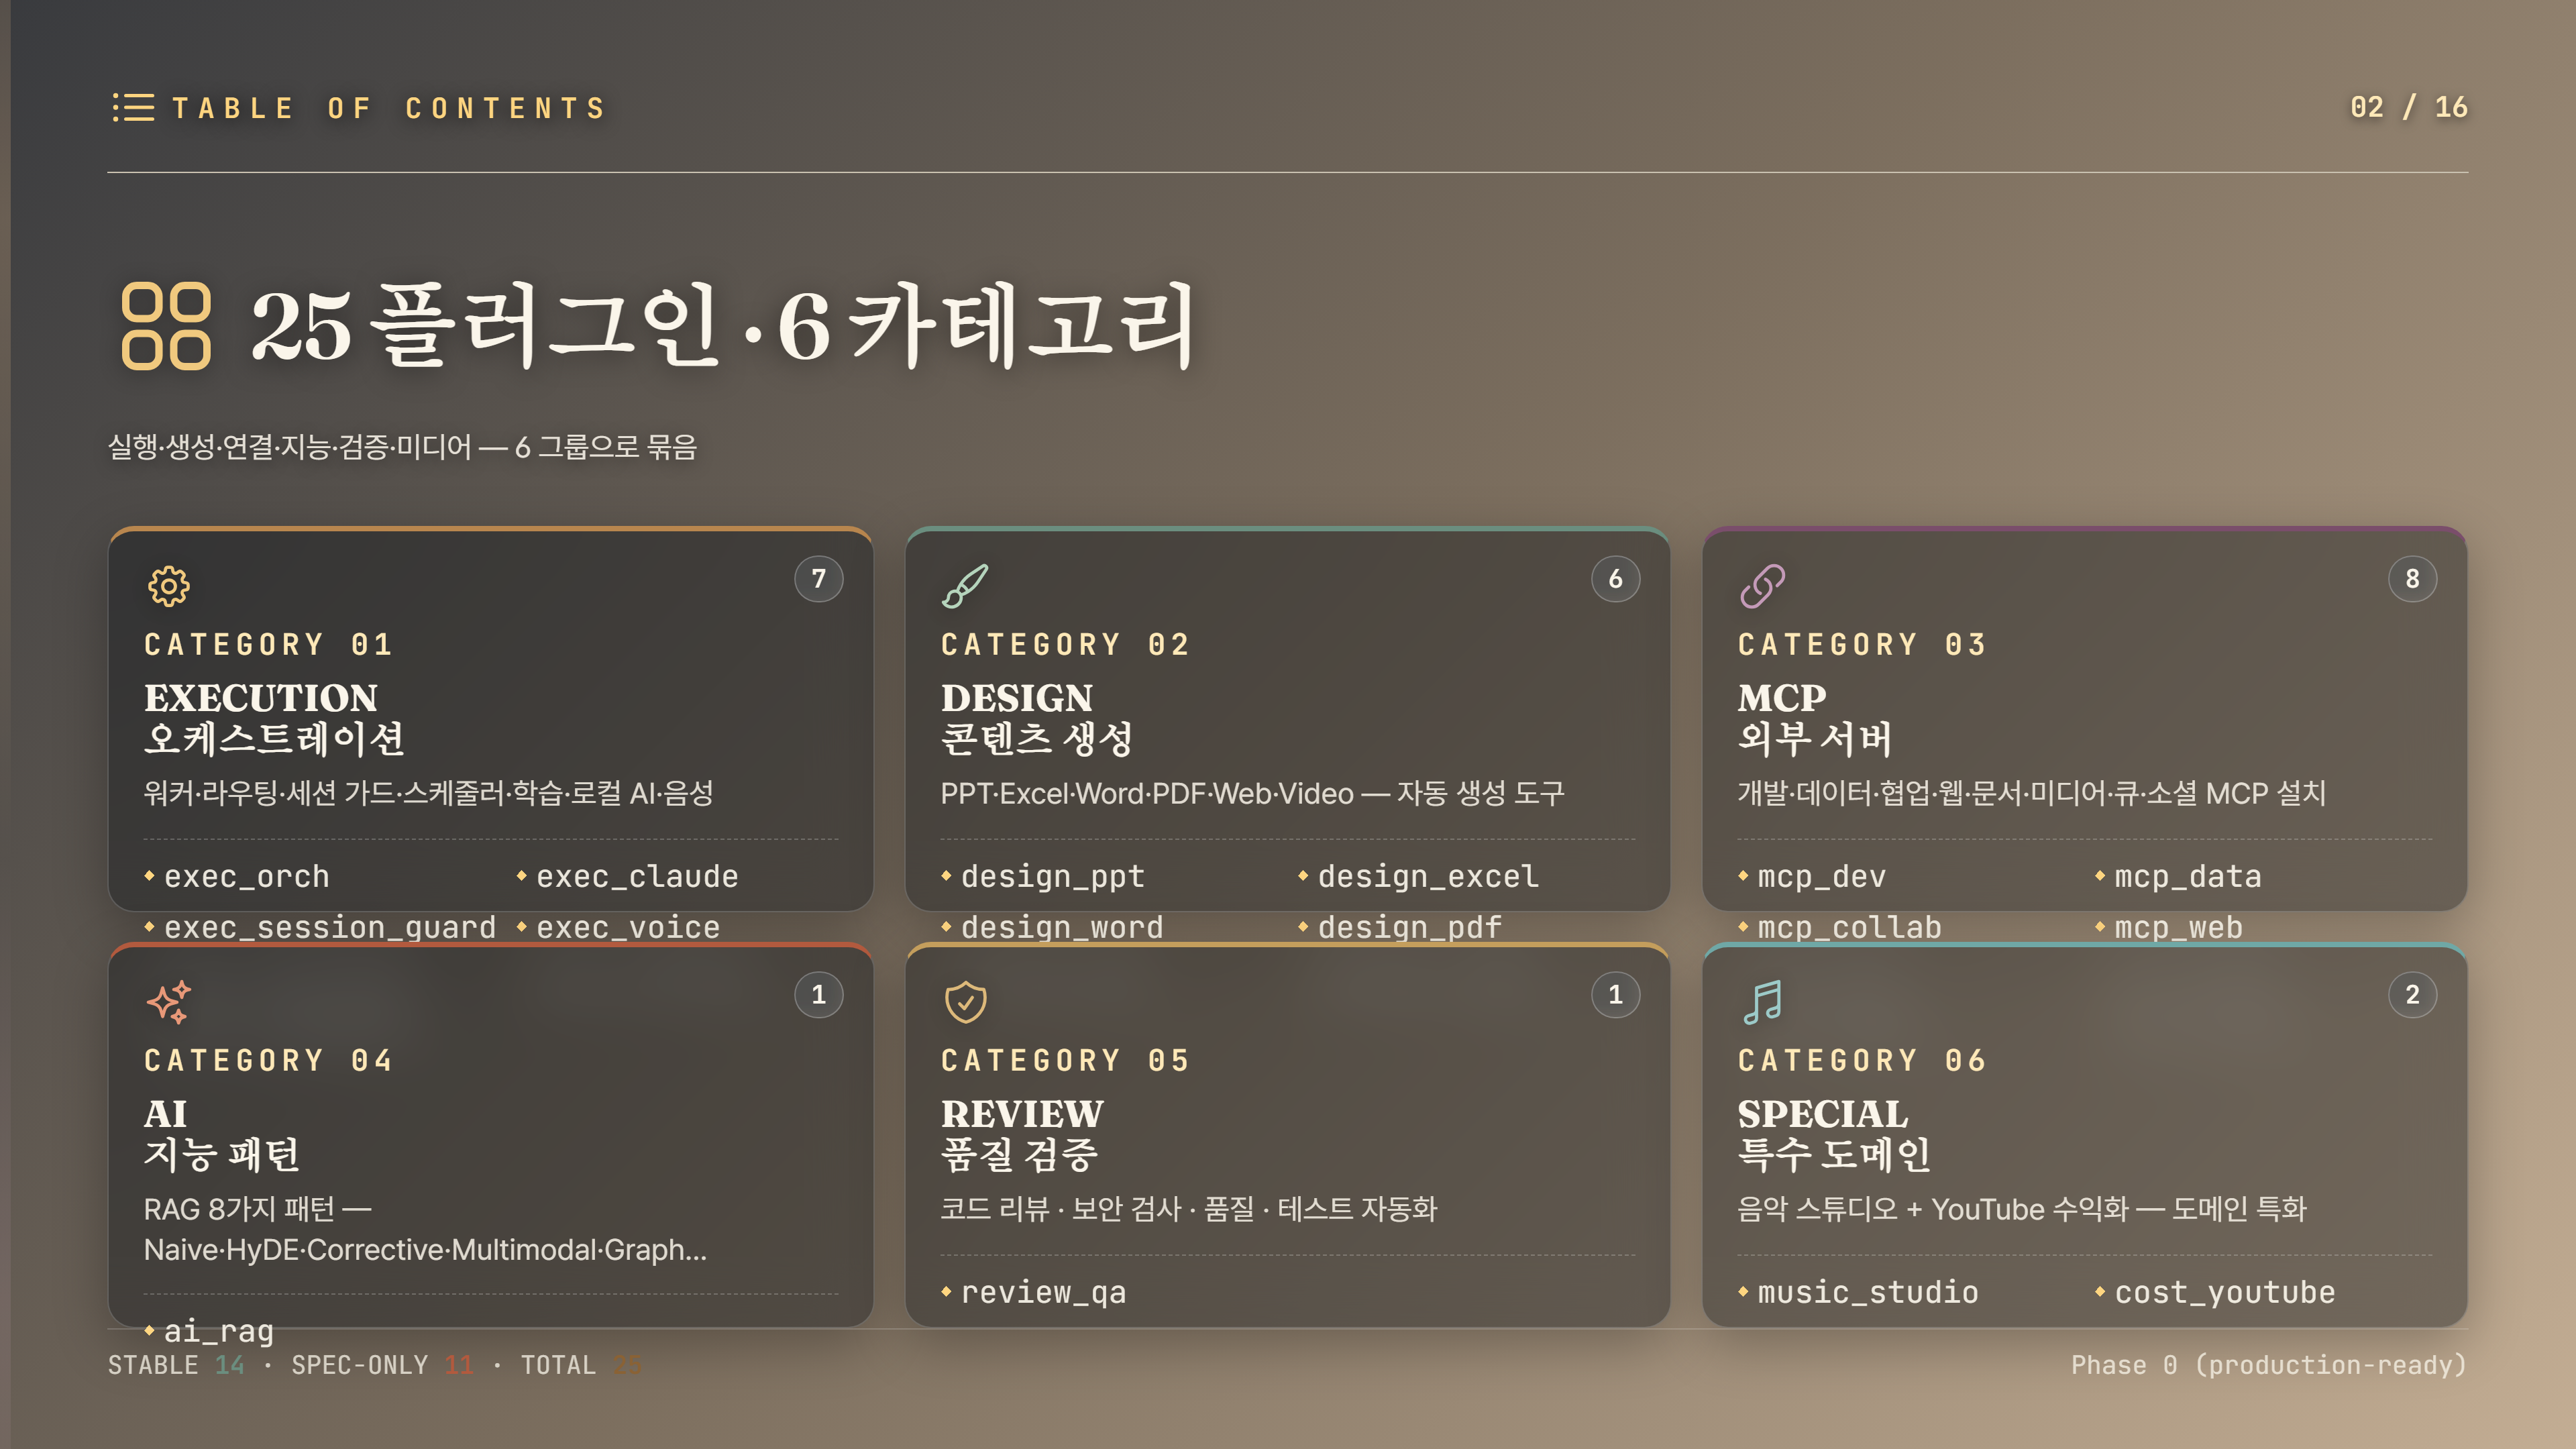 TABLE OF CONTENTS
02 / 16
25 플러그인 · 6 카테고리
실행·생성·연결·지능·검증·미디어 — 6 그룹으로 묶음
7
CATEGORY 01
EXECUTION
오케스트레이션
워커·라우팅·세션 가드·스케줄러·학습·로컬 AI·음성
exec_orch
exec_claude
exec_session_guard
exec_voice
6
CATEGORY 02
DESIGN
콘텐츠 생성
PPT·Excel·Word·PDF·Web·Video — 자동 생성 도구
design_ppt
design_excel
design_word
design_pdf
8
CATEGORY 03
MCP
외부 서버
개발·데이터·협업·웹·문서·미디어·큐·소셜 MCP 설치
mcp_dev
mcp_data
mcp_collab
mcp_web
1
CATEGORY 04
AI
지능 패턴
RAG 8가지 패턴 —
Naive·HyDE·Corrective·Multimodal·Graph...
ai_rag
1
CATEGORY 05
REVIEW
품질 검증
코드 리뷰 · 보안 검사 · 품질 · 테스트 자동화
review_qa
2
CATEGORY 06
SPECIAL
특수 도메인
음악 스튜디오 + YouTube 수익화 — 도메인 특화
music_studio
cost_youtube
STABLE 14 · SPEC-ONLY 11 · TOTAL 25
Phase 0 (production-ready)